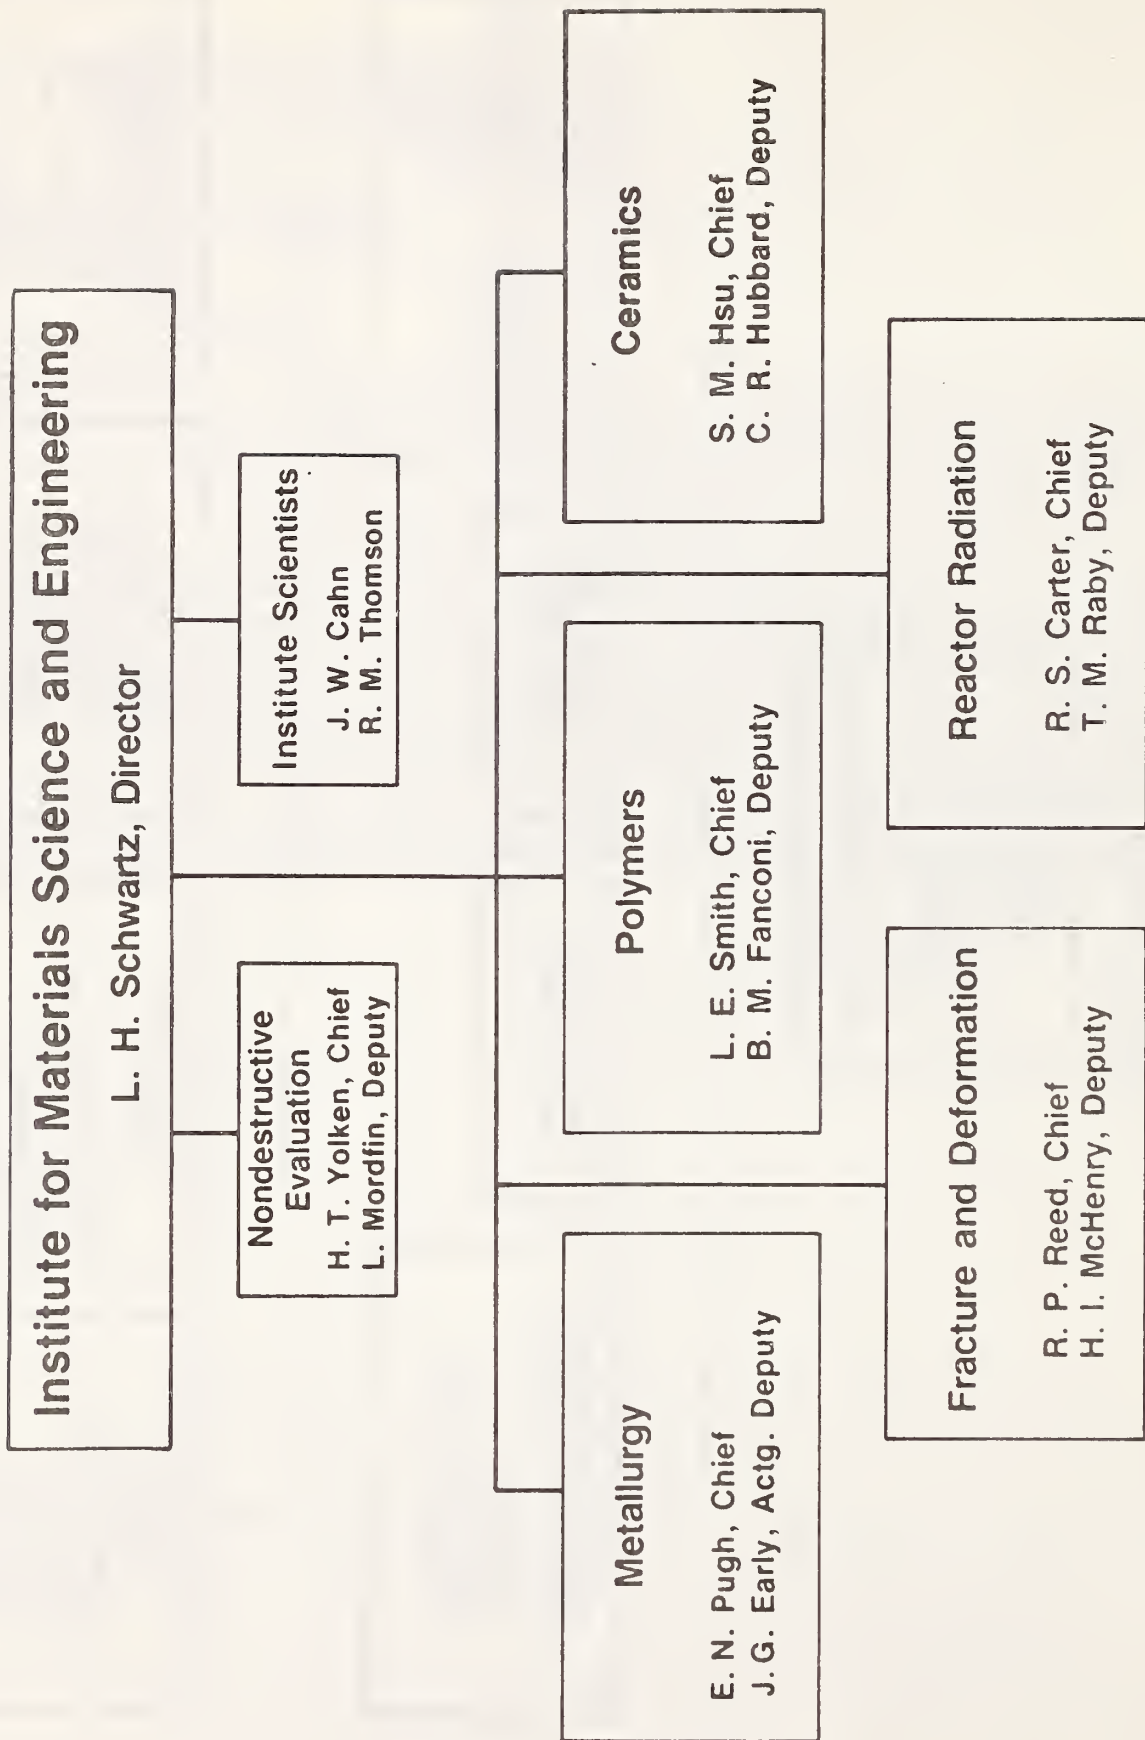 Institute for Materials Science and Engineering
L. H. Schwartz, Director
Nondestructive
Evaluation
H. T. Yolken, Chief
L. Mordfin, Deputy
Institute Scientists
J. W. Cahn
R. M. Thomson
Metallurgy
E. N. Pugh, Chief
J. G. Early, Actg. Deputy
Polymers
L. E. Smith, Chief
B. M. Fanconi, Deputy
Ceramics
S. M. Hsu, Chief
C. R. Hubbard, Deputy
Fracture and Deformation
R. P. Reed, Chief
H. I. McHenry, Deputy
Reactor Radiation
R. S. Carter, Chief
T. M. Raby, Deputy